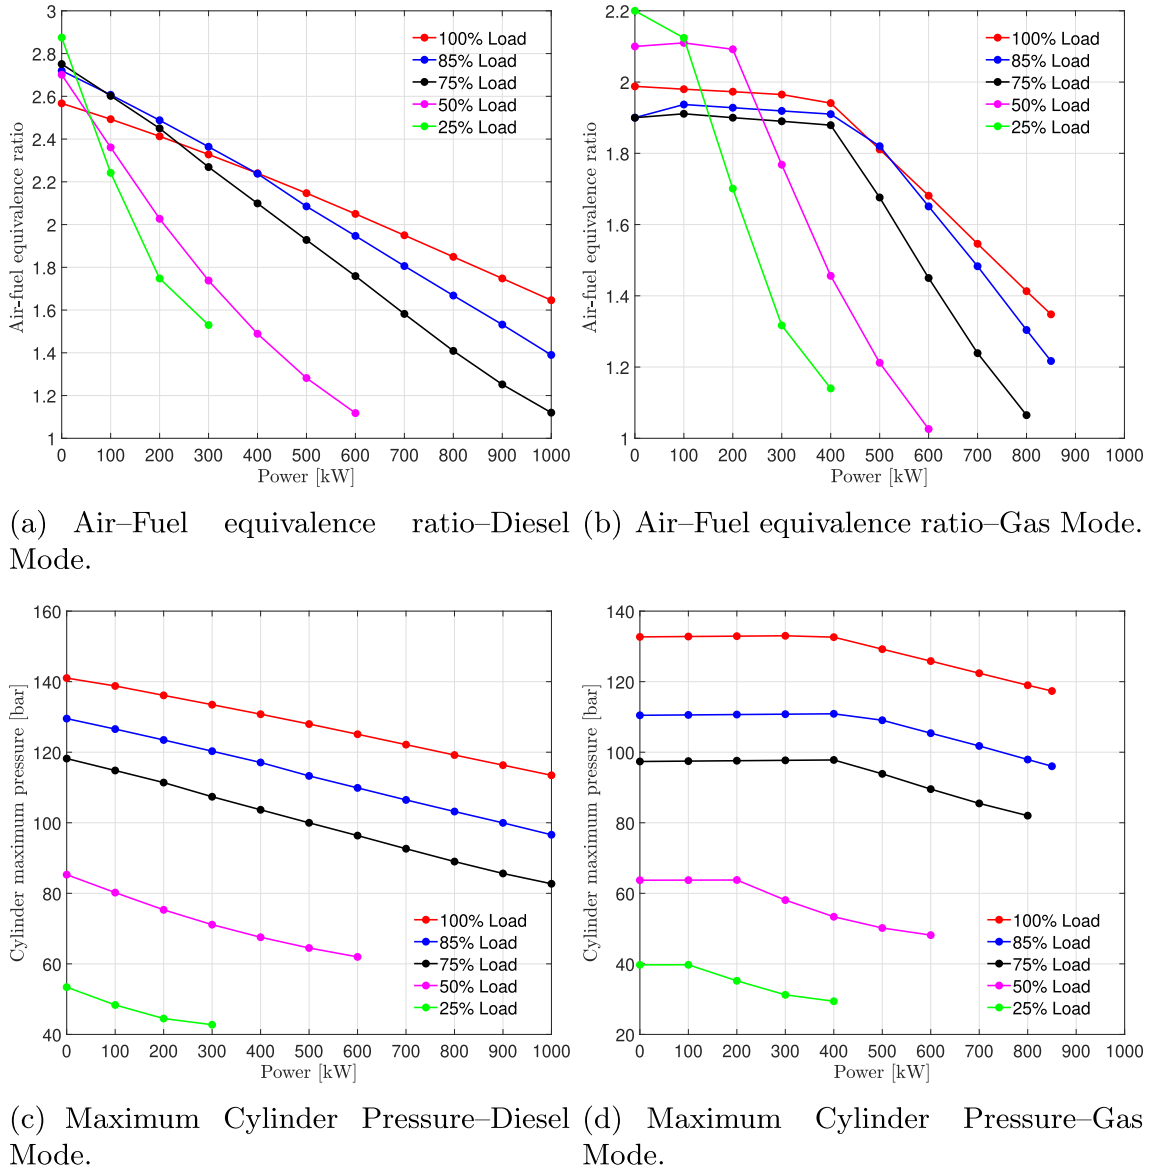 3
2.8
2.6
2.4
2.2
2
1.8
1.6
1.4
1.2
1
Air-fuel equivalence ratio
100% Load
85% Load
75% Load
50% Load
25% Load
0 100 200 300 400 500 600 700 800 900 1000
Power [kW]
2.2
2
1.8
1.6
1.4
1.2
1
Air-fuel equivalence ratio
100% Load
85% Load
75% Load
50% Load
25% Load
0 100 200 300 400 500 600 700 800 900 1000
Power [kW]
(a) Air–Fuel equivalence ratio–Diesel
Mode.
(b) Air–Fuel equivalence ratio–Gas Mode.
160
140
120
100
80
60
40
Cylinder maximum pressure [bar]
100% Load
85% Load
75% Load
50% Load
25% Load
0 100 200 300 400 500 600 700 800 900 1000
Power [kW]
140
120
100
80
60
40
20
Cylinder maximum pressure [bar]
100% Load
85% Load
75% Load
50% Load
25% Load
0 100 200 300 400 500 600 700 800 900 1000
Power [kW]
(c) Maximum Cylinder Pressure–Diesel
Mode.
(d) Maximum Cylinder Pressure–Gas
Mode.